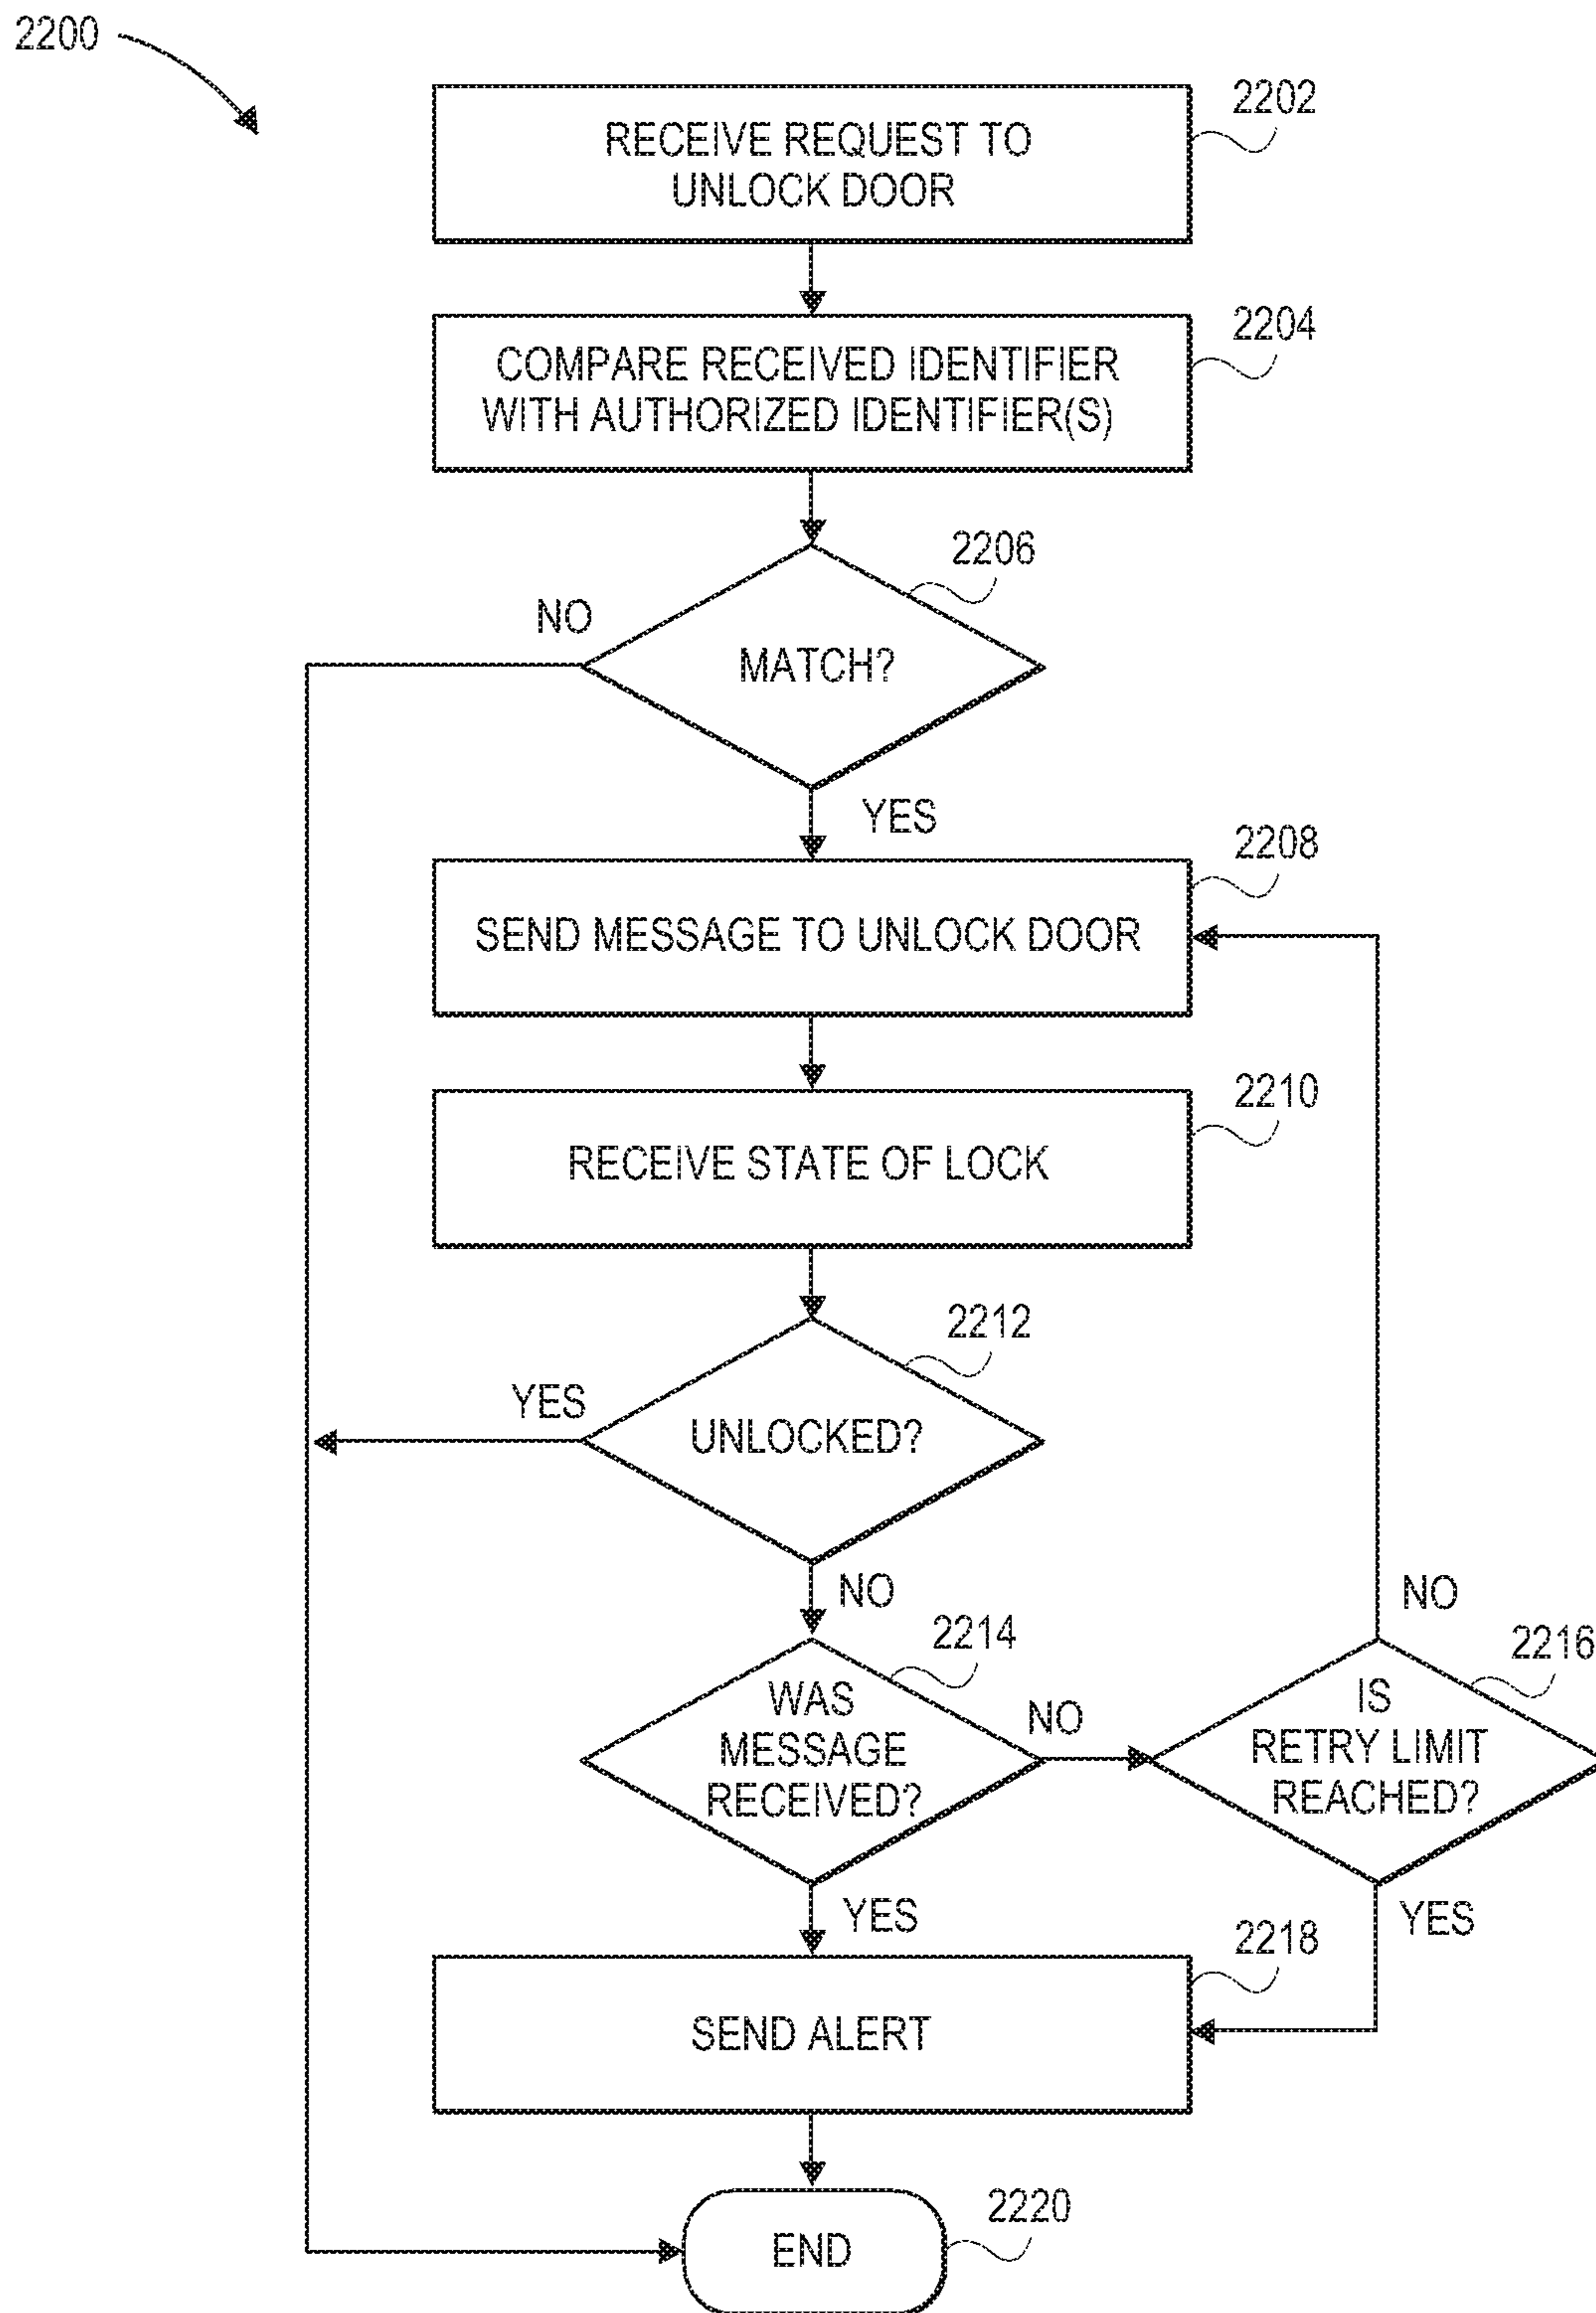 2200
2202
RECEIVE REQUEST TO
UNLOCK DOOR
2204
COMPARE RECEIVED IDENTIFIER
WITH AUTHORIZED IDENTIFIER(S)
2206
NO
MATCH?
YES
2208
SEND MESSAGE TO UNLOCK DOOR
2210
RECEIVE STATE OF LOCK
2212
YES
UNLOCKED?
NO
NO
2214
2216
WAS
MESSAGE
RECEIVED?
NO
IS
RETRY LIMIT
REACHED?
YES
YES
2218
SEND ALERT
2220
END